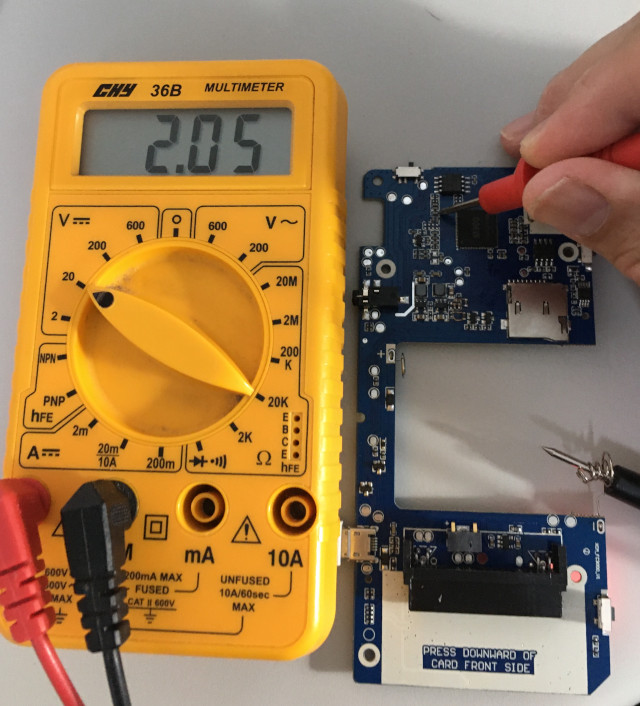 CHY 36B MULTIMETER
2.05
V O V
600 600
200 200
20 20M
2 2M
NPN 200
K
PNP 20K
hFE
2m 2K
A 20m 200m Ω
10A
E
B
C
E
hFE
M mA 10A
200mA MAX
FUSED
CAT II 600V
UNFUSED
10A/60sec
MAX
600V
MAX
+
PRESS DOWNWARD OF
CARD FRONT SIDE